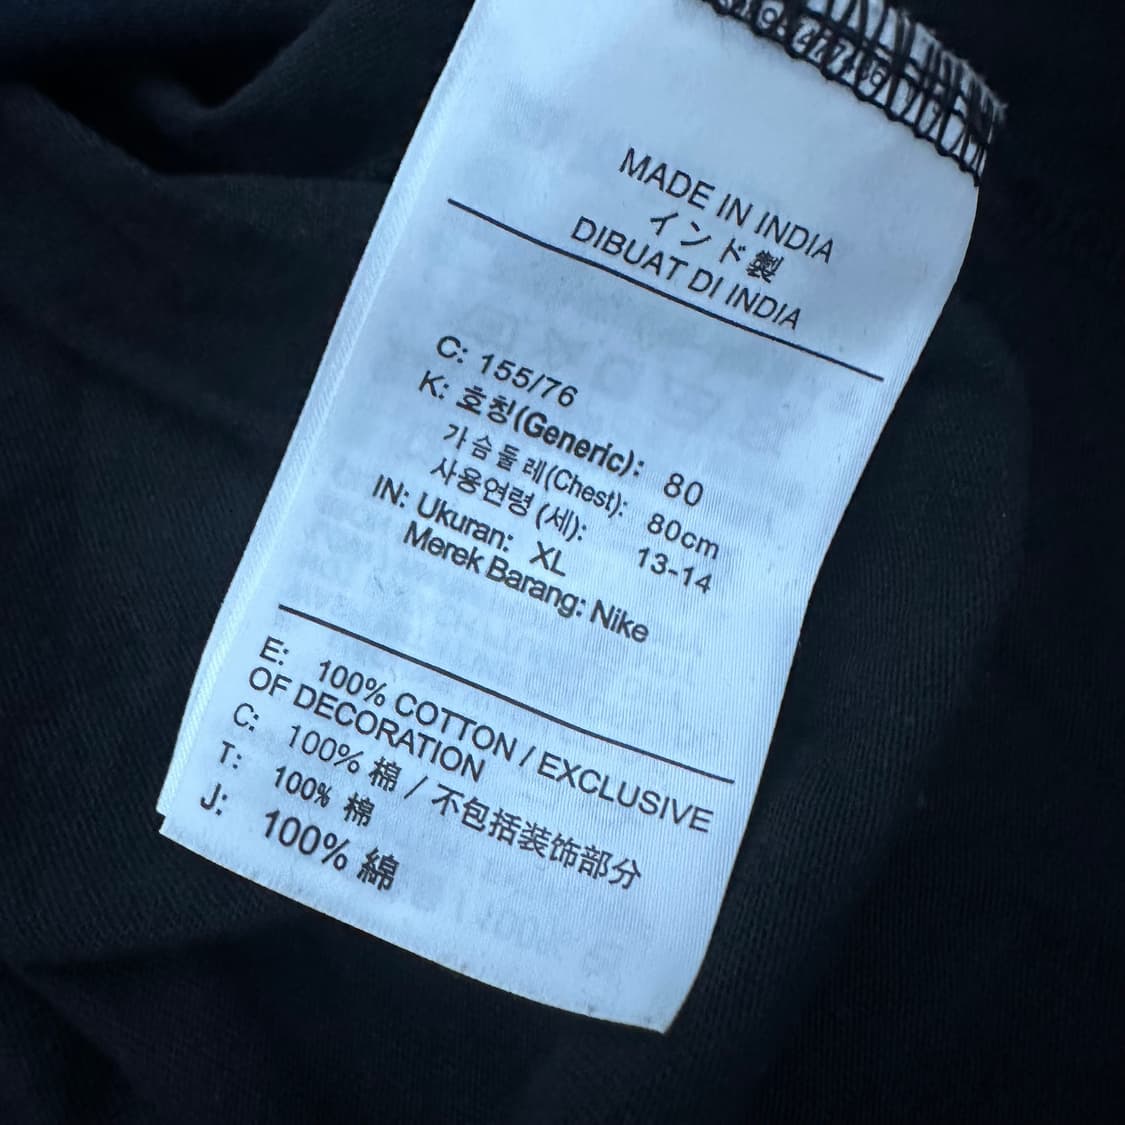 MADE IN INDIA
インド製
DIBUAT DI INDIA
C: 155/76
K: 호칭(Generic): 80
가슴둘레(Chest): 80cm
사용연령(세): 13-14
IN: Ukuran: XL
Merek Barang: Nike
E: 100% COTTON / EXCLUSIVE
OF DECORATION
C: 100% 棉 / 不包括装饰部分
T: 100% 棉
J: 100% 綿